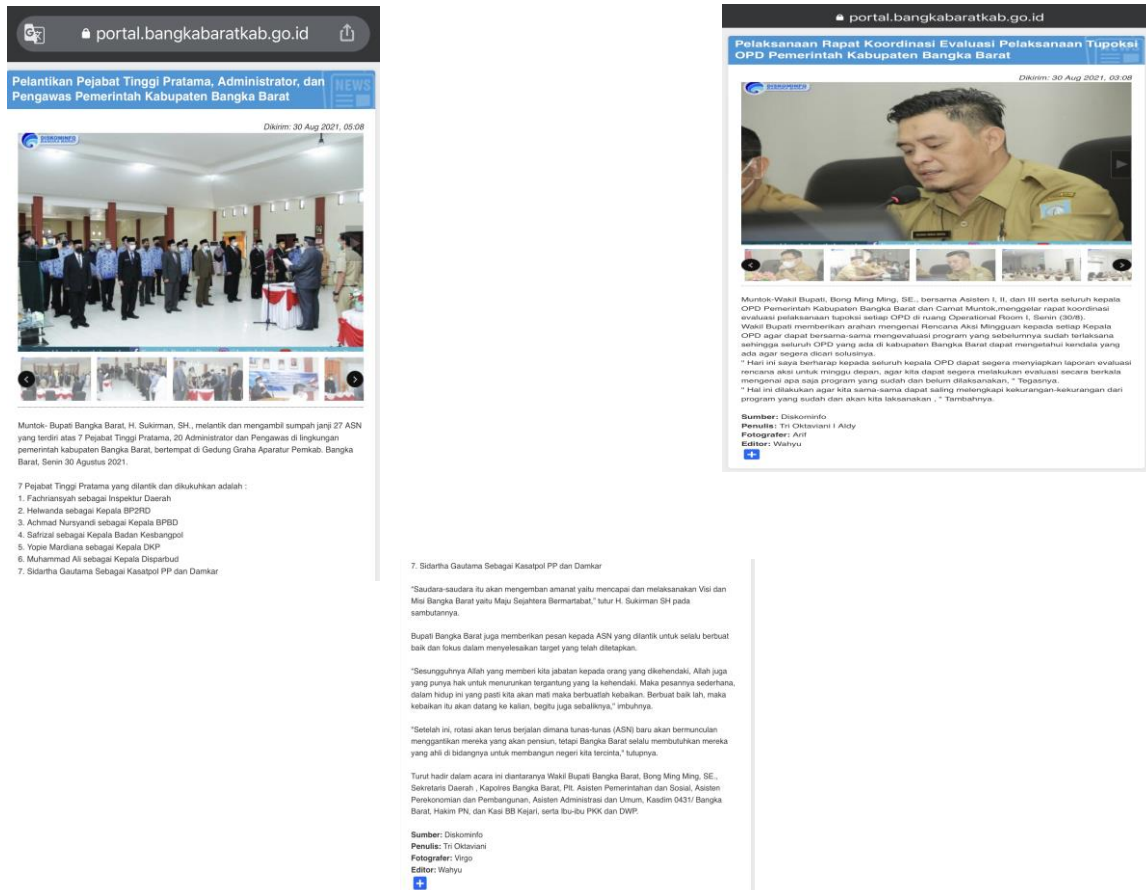 portal.bangkabaratkab.go.id
Pelantikan Pejabat Tinggi Pratama, Administrator, dan
Pengawas Pemerintah Kabupaten Bangka Barat
NEWS
Dikirim: 30 Aug 2021, 05:08
DISKOMINFO
Muntok- Bupati Bangka Barat, H. Sukirman, SH., melantik dan mengambil sumpah janji 27 ASN
yang terdiri atas 7 Pejabat Tinggi Pratama, 20 Administrator dan Pengawas di lingkungan
pemerintah kabupaten Bangka Barat, bertempat di Gedung Graha Aparatur Pemkab. Bangka
Barat, Senin 30 Agustus 2021.
7 Pejabat Tinggi Pratama yang dilantik dan dikukuhkan adalah :
1. Fachriansyah sebagai Inspektur Daerah
2. Helwanda sebagai Kepala BP2RD
3. Achmad Nursyandi sebagai Kepala BPBD
4. Safrizal sebagai Kepala Badan Kesbangpol
5. Yopie Mardiana sebagai Kepala DKP
6. Muhammad Ali sebagai Kepala Disparbud
7. Sidartha Gautama Sebagai Kasatpol PP dan Damkar
portal.bangkabaratkab.go.id
Pelaksanaan Rapat Koordinasi Evaluasi Pelaksanaan Tupoksi
OPD Pemerintah Kabupaten Bangka Barat
Dikirim: 30 Aug 2021, 03:08
DISKOMINFO
Muntok-Wakil Bupati, Bong Ming Ming, SE., bersama Asisten I, II, dan III serta seluruh kepala
OPD Pemerintah Kabupaten Bangka Barat dan Camat Muntok,menggelar rapat koordinasi
evaluasi pelaksanaan tupoksi setiap OPD di ruang Operational Room I, Senin (30/8).
Wakil Bupati memberikan arahan mengenai Rencana Aksi Mingguan kepada setiap Kepala
OPD agar dapat bersama-sama mengevaluasi program yang sebelumnya sudah terlaksana
sehingga seluruh OPD yang ada di kabupaten Bangka Barat dapat mengetahui kendala yang
ada agar segera dicari solusinya.
" Hari ini saya berharap kepada seluruh kepala OPD dapat segera menyiapkan laporan evaluasi
rencana aksi untuk minggu depan, agar kita dapat segera melakukan evaluasi secara berkala
mengenai apa saja program yang sudah dan belum dilaksanakan, " Tegasnya.
" Hal ini dilakukan agar kita sama-sama dapat saling melengkapi kekurangan-kekurangan dari
program yang sudah dan akan kita laksanakan , " Tambahnya.
Sumber: Diskominfo
Penulis: Tri Oktaviani I Aldy
Fotografer: Arif
Editor: Wahyu
7. Sidartha Gautama Sebagai Kasatpol PP dan Damkar
"Saudara-saudara itu akan mengemban amanat yaitu mencapai dan melaksanakan Visi dan
Misi Bangka Barat yaitu Maju Sejahtera Bermartabat," tutur H. Sukirman SH pada
sambutannya.
Bupati Bangka Barat juga memberikan pesan kepada ASN yang dilantik untuk selalu berbuat
baik dan fokus dalam menyelesaikan target yang telah ditetapkan.
"Sesungguhnya Allah yang memberi kita jabatan kepada orang yang dikehendaki, Allah juga
yang punya hak untuk menurunkan tergantung yang Ia kehendaki. Maka pesannya sederhana,
dalam hidup ini yang pasti kita akan mati maka berbuatlah kebaikan. Berbuat baik lah, maka
kebaikan itu akan datang ke kalian, begitu juga sebaliknya," imbuhnya.
"Setelah ini, rotasi akan terus berjalan dimana tunas-tunas (ASN) baru akan bermunculan
menggantikan mereka yang akan pensiun, tetapi Bangka Barat selalu membutuhkan mereka
yang ahli di bidangnya untuk membangun negeri kita tercinta," tutupnya.
Turut hadir dalam acara ini diantaranya Wakil Bupati Bangka Barat, Bong Ming Ming, SE.,
Sekretaris Daerah , Kapolres Bangka Barat, Plt. Asisten Pemerintahan dan Sosial, Asisten
Perekonomian dan Pembangunan, Asisten Administrasi dan Umum, Kasdim 0431/ Bangka
Barat, Hakim PN, dan Kasi BB Kejari, serta Ibu-ibu PKK dan DWP.
Sumber: Diskominfo
Penulis: Tri Oktaviani
Fotografer: Virgo
Editor: Wahyu